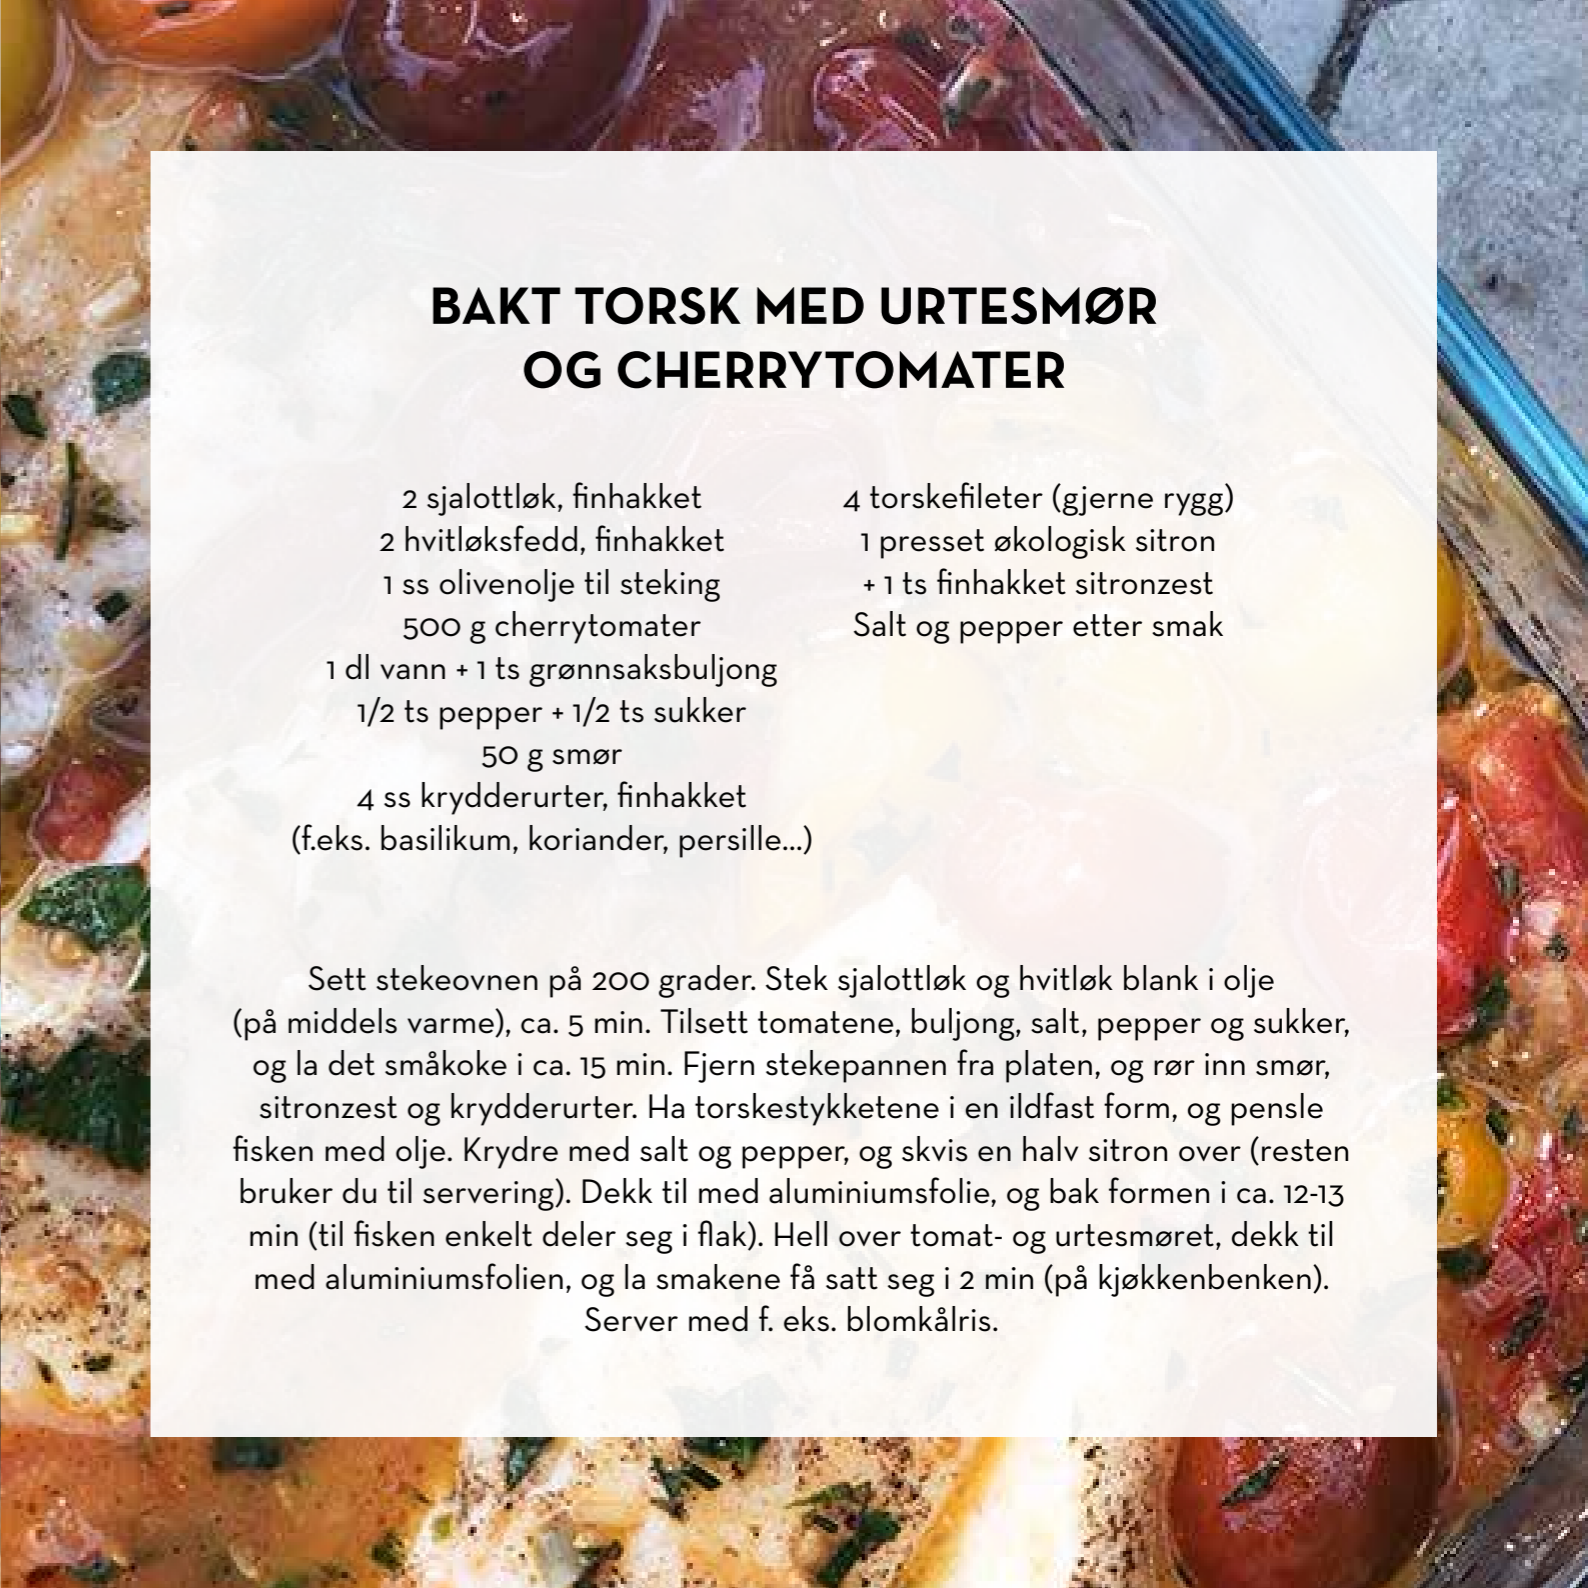 BAKT TORSK MED URTESMØR
OG CHERRYTOMATER
2 sjalottløk, finhakket
2 hvitløksfedd, finhakket
1 ss olivenolje til steking
500 g cherrytomater
1 dl vann + 1 ts grønnsaksbuljong
1/2 ts pepper + 1/2 ts sukker
50 g smør
4 ss krydderurter, finhakket
(f.eks. basilikum, koriander, persille...)
4 torskefileter (gjerne rygg)
1 presset økologisk sitron
+ 1 ts finhakket sitronzest
Salt og pepper etter smak
Sett stekeovnen på 200 grader. Stek sjalottløk og hvitløk blank i olje
(på middels varme), ca. 5 min. Tilsett tomatene, buljong, salt, pepper og sukker,
og la det småkoke i ca. 15 min. Fjern stekepannen fra platen, og rør inn smør,
sitronzest og krydderurter. Ha torskestykketene i en ildfast form, og pensle
fisken med olje. Krydre med salt og pepper, og skvis en halv sitron over (resten
bruker du til servering). Dekk til med aluminiumsfolie, og bak formen i ca. 12-13
min (til fisken enkelt deler seg i flak). Hell over tomat- og urtesmøret, dekk til
med aluminiumsfolien, og la smakene få satt seg i 2 min (på kjøkkenbenken).
Server med f. eks. blomkålris.